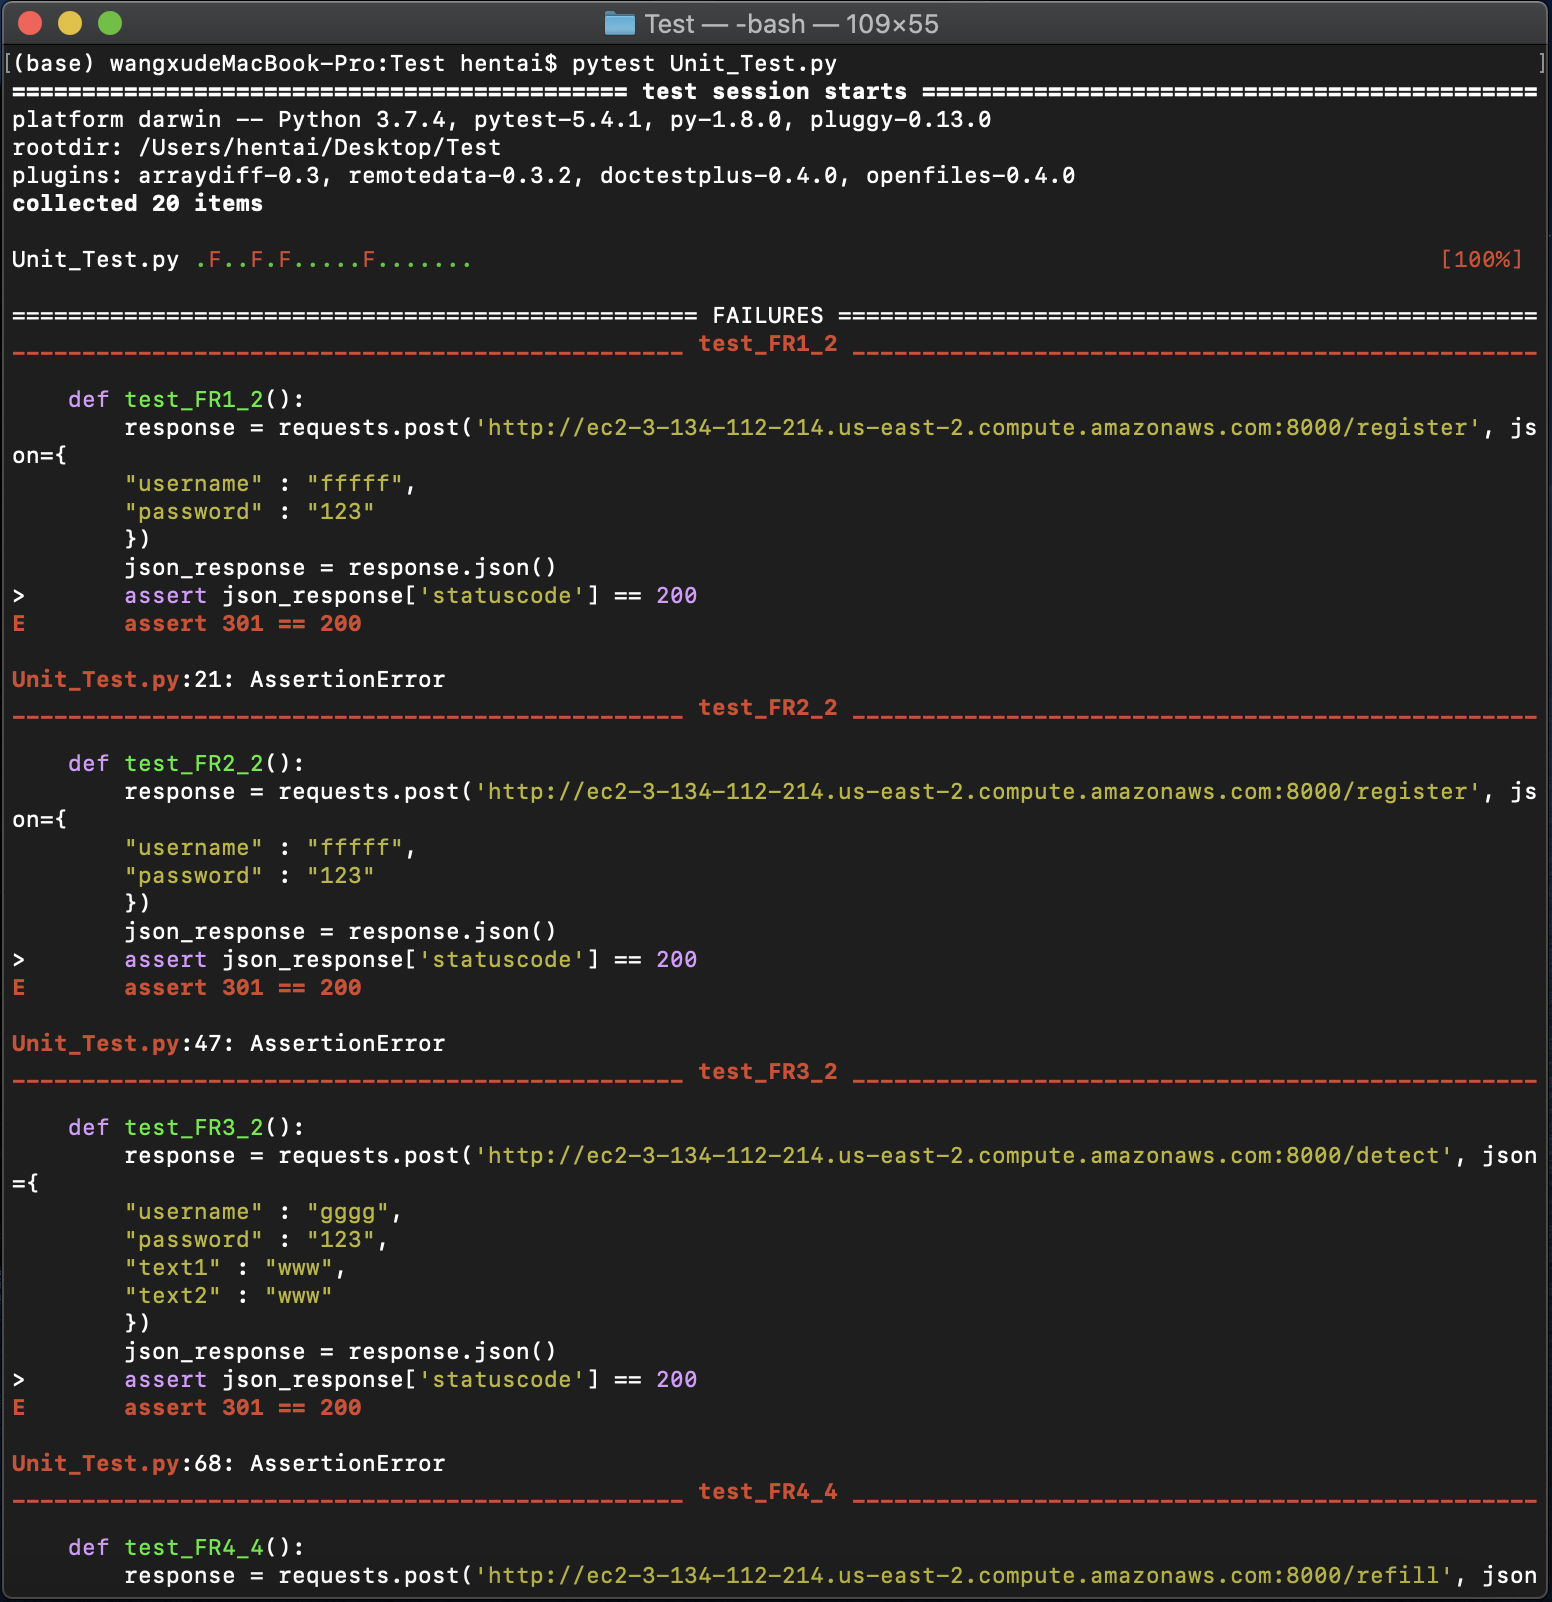 Test — -bash — 109×55
[(base) wangxudeMacBook-Pro:Test hentai$ pytest Unit_Test.py ]
============================================ test session starts ============================================
platform darwin -- Python 3.7.4, pytest-5.4.1, py-1.8.0, pluggy-0.13.0
rootdir: /Users/hentai/Desktop/Test
plugins: arraydiff-0.3, remotedata-0.3.2, doctestplus-0.4.0, openfiles-0.4.0
collected 20 items
Unit_Test.py .F..F.F.....F....... [100%]
================================================= FAILURES ==================================================
________________________________________________ test_FR1_2 _________________________________________________
    def test_FR1_2():
        response = requests.post('http://ec2-3-134-112-214.us-east-2.compute.amazonaws.com:8000/register', js
on={
        "username" : "fffff",
        "password" : "123"
        })
        json_response = response.json()
>       assert json_response['statuscode'] == 200
E       assert 301 == 200
Unit_Test.py:21: AssertionError
________________________________________________ test_FR2_2 _________________________________________________
    def test_FR2_2():
        response = requests.post('http://ec2-3-134-112-214.us-east-2.compute.amazonaws.com:8000/register', js
on={
        "username" : "fffff",
        "password" : "123"
        })
        json_response = response.json()
>       assert json_response['statuscode'] == 200
E       assert 301 == 200
Unit_Test.py:47: AssertionError
________________________________________________ test_FR3_2 _________________________________________________
    def test_FR3_2():
        response = requests.post('http://ec2-3-134-112-214.us-east-2.compute.amazonaws.com:8000/detect', json
={
        "username" : "gggg",
        "password" : "123",
        "text1" : "www",
        "text2" : "www"
        })
        json_response = response.json()
>       assert json_response['statuscode'] == 200
E       assert 301 == 200
Unit_Test.py:68: AssertionError
________________________________________________ test_FR4_4 _________________________________________________
    def test_FR4_4():
        response = requests.post('http://ec2-3-134-112-214.us-east-2.compute.amazonaws.com:8000/refill', json